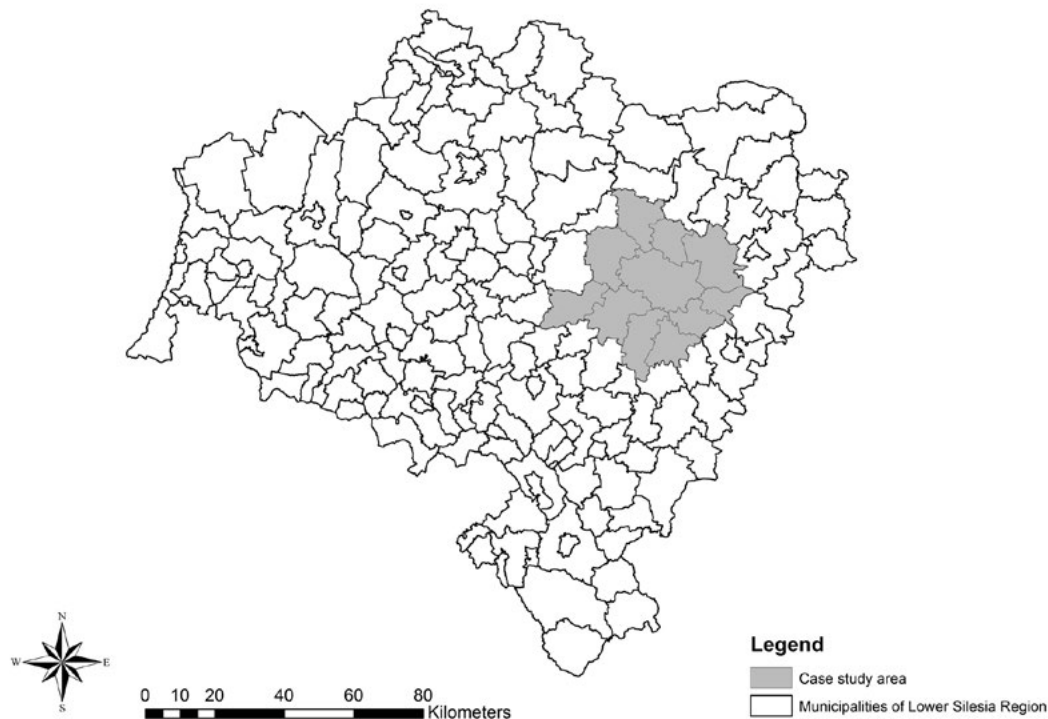 N
W E
S
0 10 20 40 60 80
Kilometers
Legend
Case study area
Municipalities of Lower Silesia Region